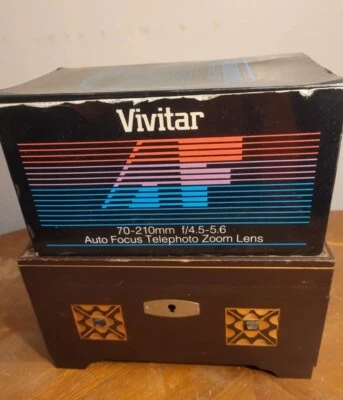 Vivitar
AF
70-210mm f/4.5-5.6
Auto Focus Telephoto Zoom Lens